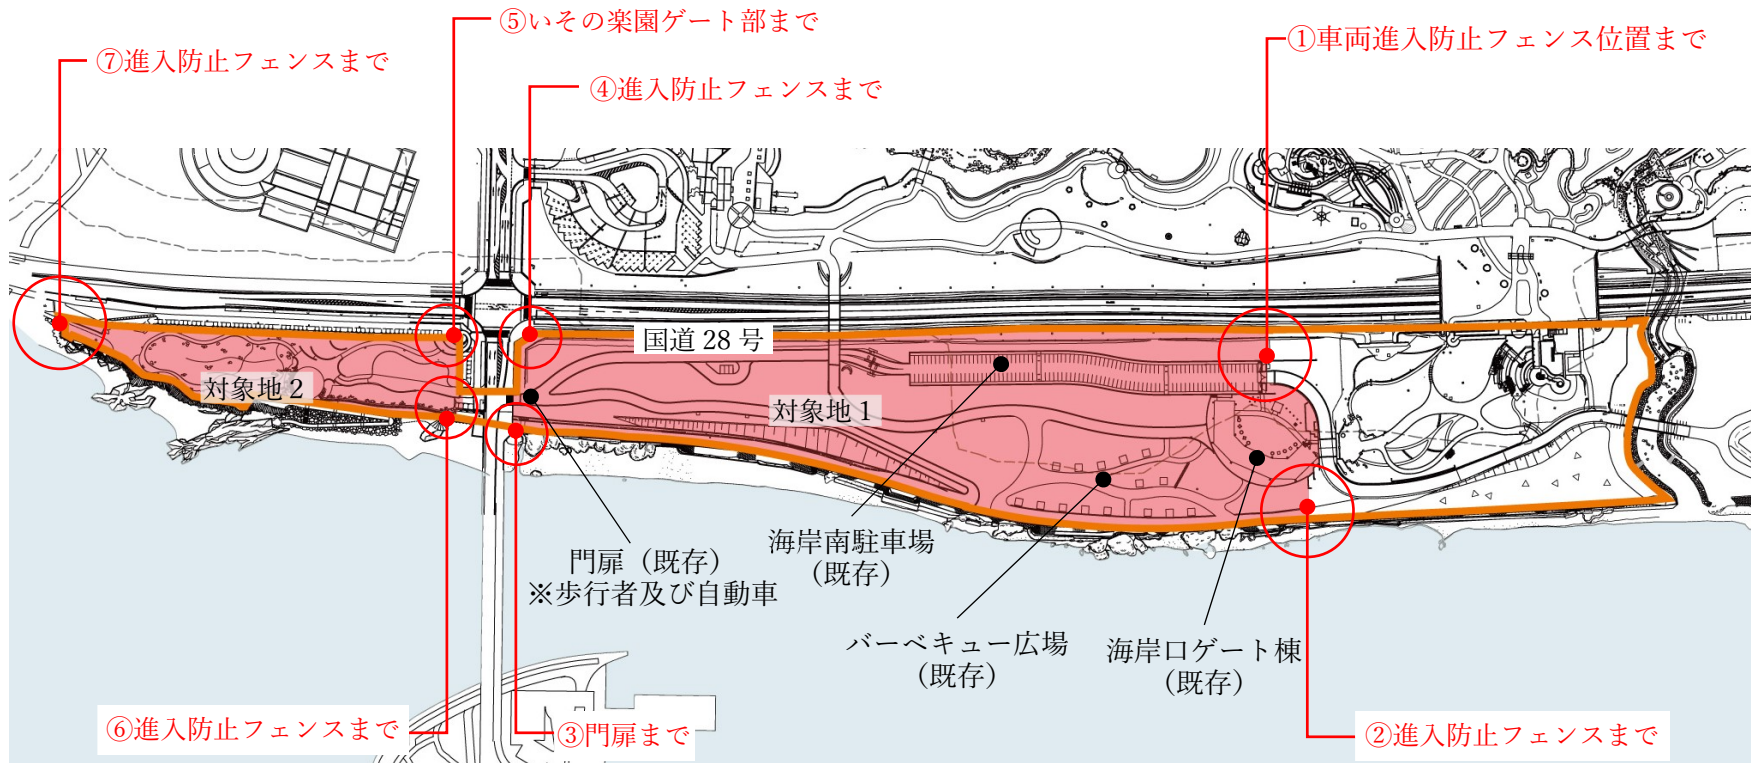 ⑤いその楽園ゲート部まで
①車両進入防止フェンス位置まで
⑦進入防止フェンスまで
④進入防止フェンスまで
国道 28 号
対象地 2
対象地 1
門扉（既存）
※歩行者及び自動車
海岸南駐車場
（既存）
バーベキュー広場
（既存）
海岸口ゲート棟
（既存）
⑥進入防止フェンスまで
③門扉まで
②進入防止フェンスまで